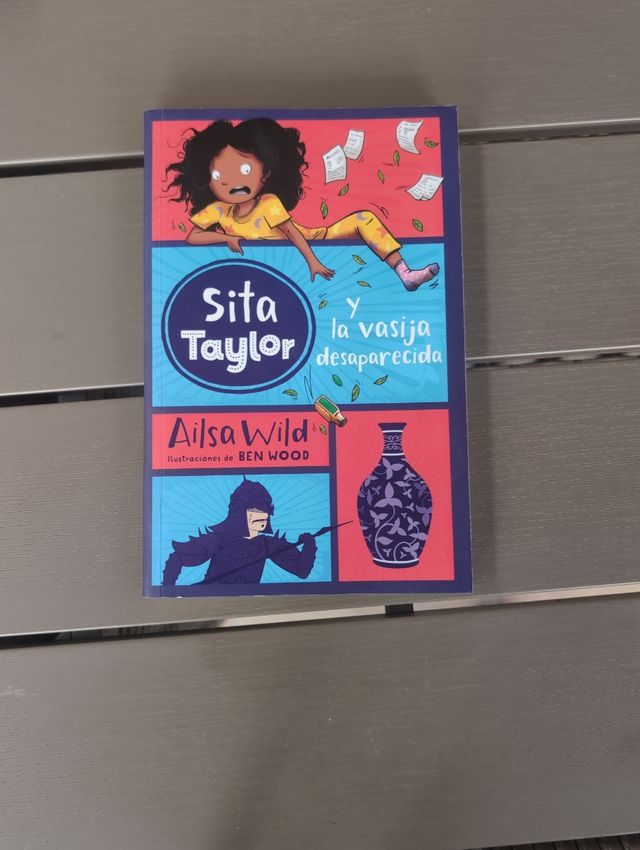 Sita
Taylor
y
la vasija
desaparecida
Ailsa Wild
Ilustraciones de BEN WOOD